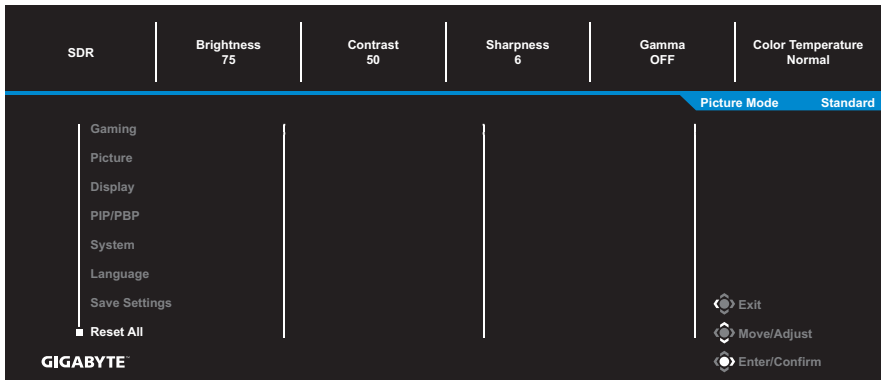 SDR
Brightness
75
Contrast
50
Sharpness
6
Gamma
OFF
Color Temperature
Normal
Picture Mode Standard
Gaming
Picture
Display
PIP/PBP
System
Language
Save Settings
Reset All
Exit
Move/Adjust
Enter/Confirm
GIGABYTE™